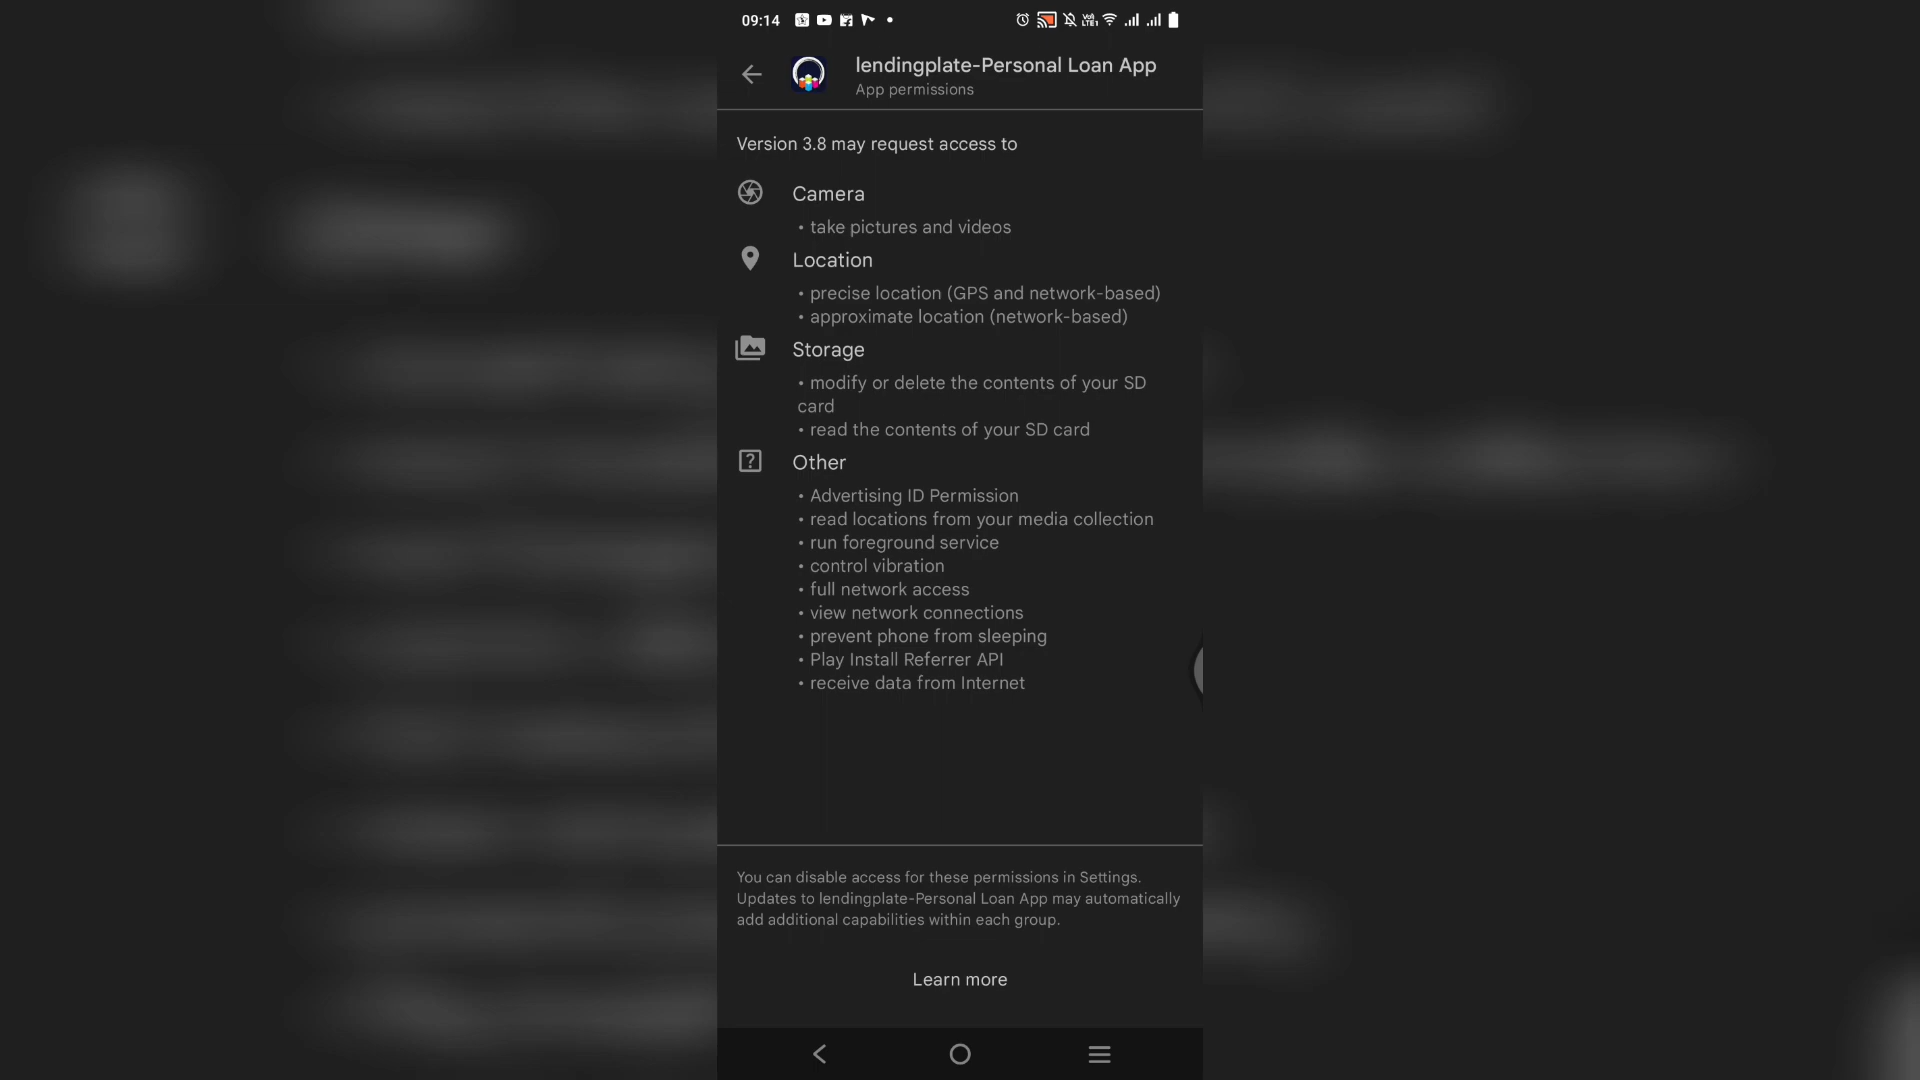 09:14
lendingplate-Personal Loan App
App permissions
Version 3.8 may request access to
Camera
• take pictures and videos
Location
• precise location (GPS and network-based)
• approximate location (network-based)
Storage
• modify or delete the contents of your SD
card
• read the contents of your SD card
Other
• Advertising ID Permission
• read locations from your media collection
• run foreground service
• control vibration
• full network access
• view network connections
• prevent phone from sleeping
• Play Install Referrer API
• receive data from Internet
You can disable access for these permissions in Settings.
Updates to lendingplate-Personal Loan App may automatically
add additional capabilities within each group.
Learn more